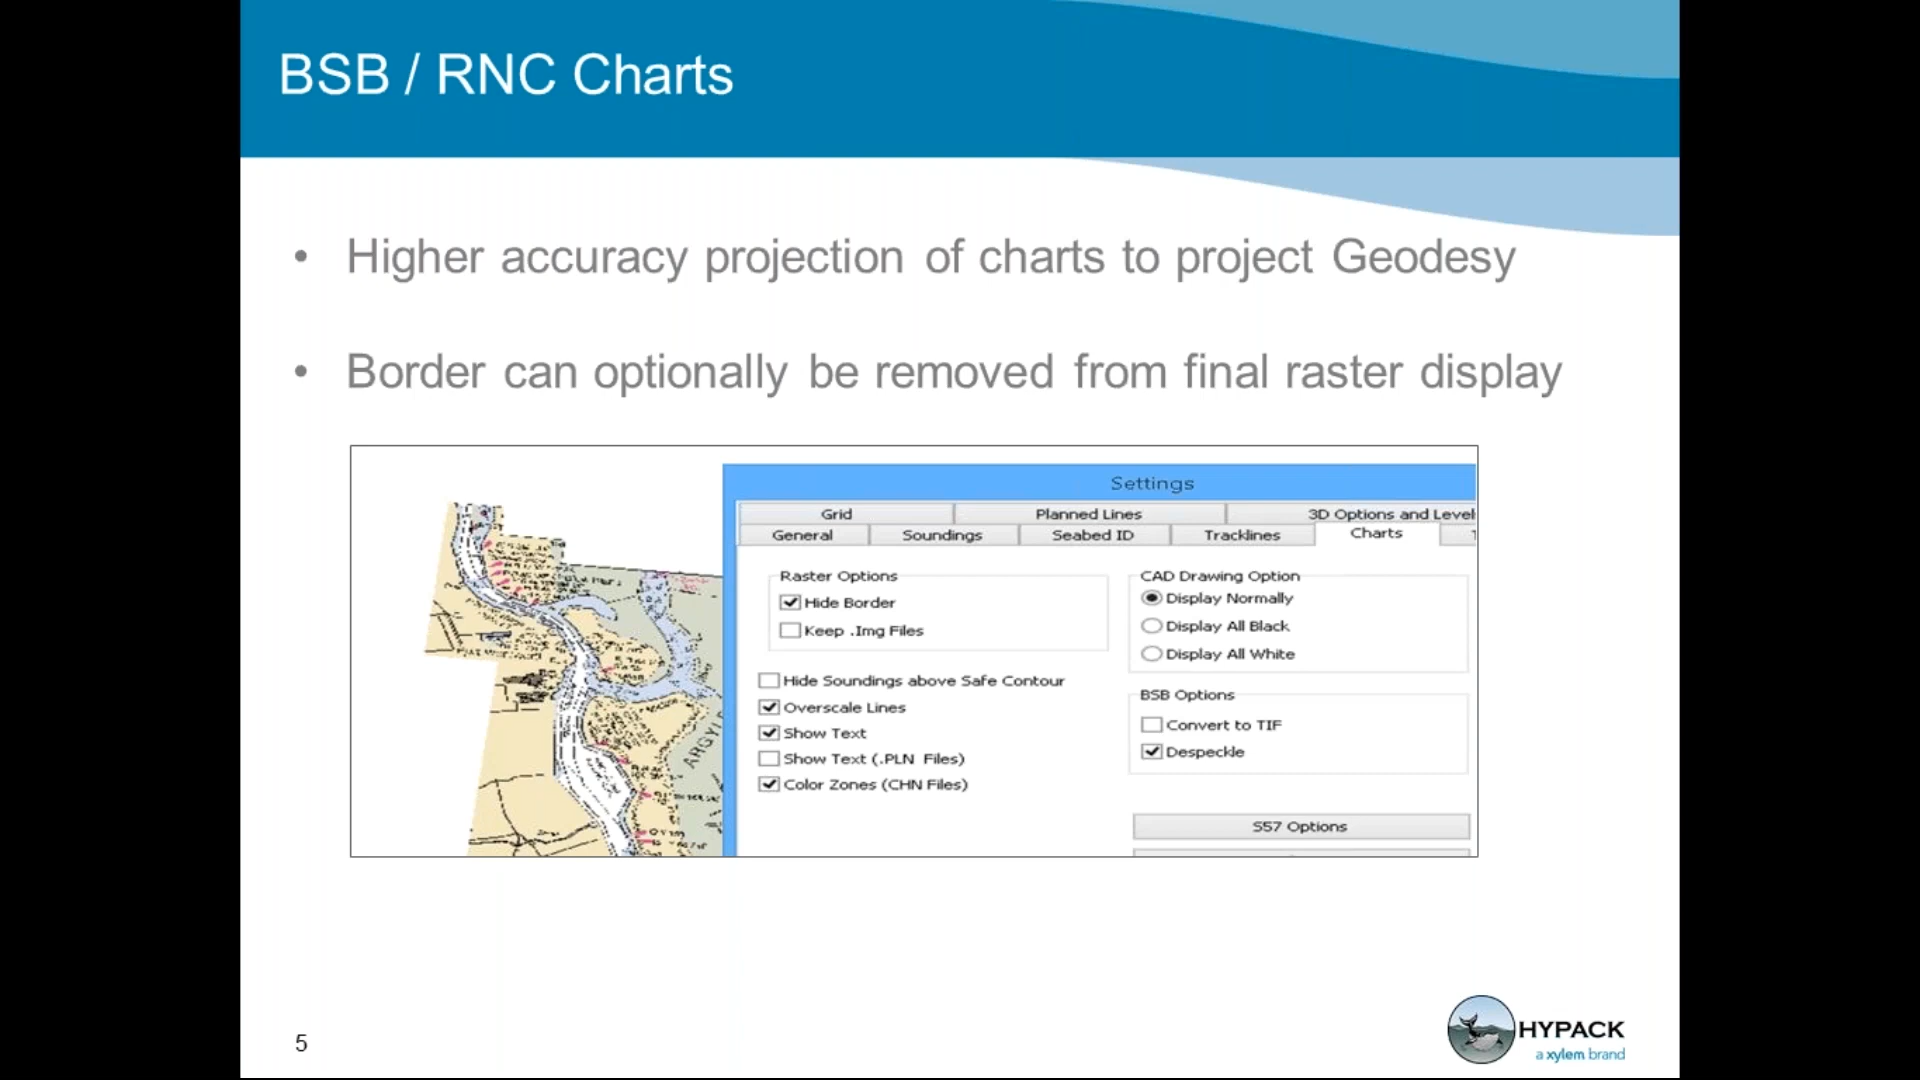 BSB / RNC Charts
• Higher accuracy projection of charts to project Geodesy
• Border can optionally be removed from final raster display
Settings
Grid
Planned Lines
3D Options and Level
General
Soundings
Seabed ID
Tracklines
Charts
Raster Options
Hide Border
Keep .Img Files
Hide Soundings above Safe Contour
Overscale Lines
Show Text
Show Text (.PLN Files)
Color Zones (CHN Files)
CAD Drawing Option
Display Normally
Display All Black
Display All White
BSB Options
Convert to TIF
Despeckle
S57 Options
5
HYPACK
a xylem brand